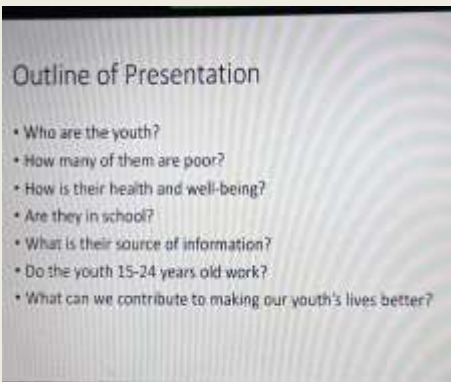 Outline of Presentation
• Who are the youth?
• How many of them are poor?
• How is their health and well-being?
• Are they in school?
• What is their source of information?
• Do the youth 15-24 years old work?
• What can we contribute to making our youth's lives better?